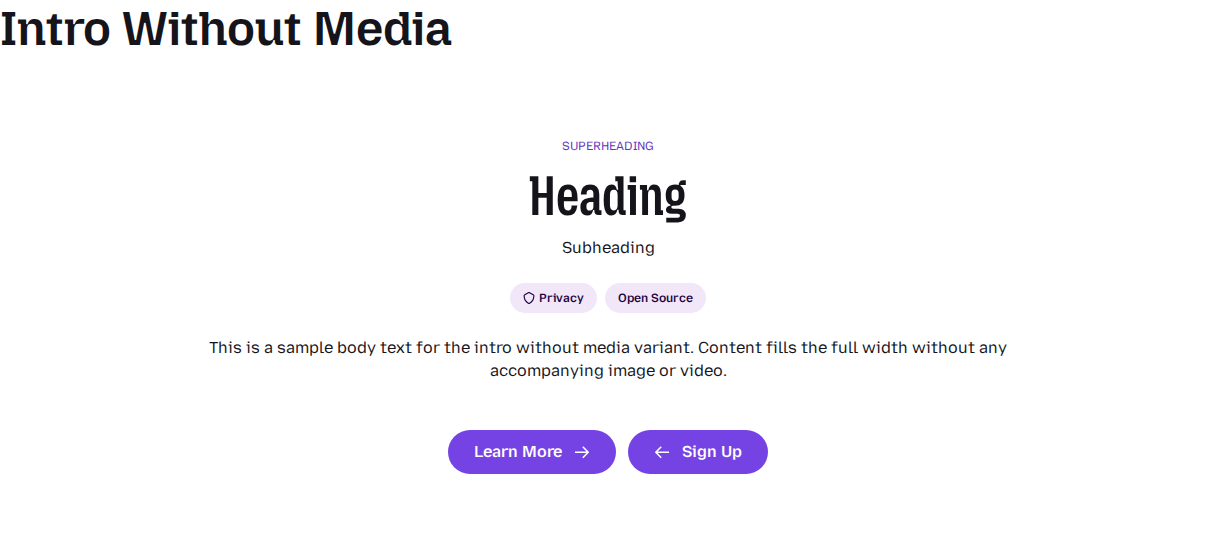 Intro Without Media
SUPERHEADING
Heading
Subheading
Privacy
Open Source
This is a sample body text for the intro without media variant. Content fills the full width without any
accompanying image or video.
Learn More
Sign Up